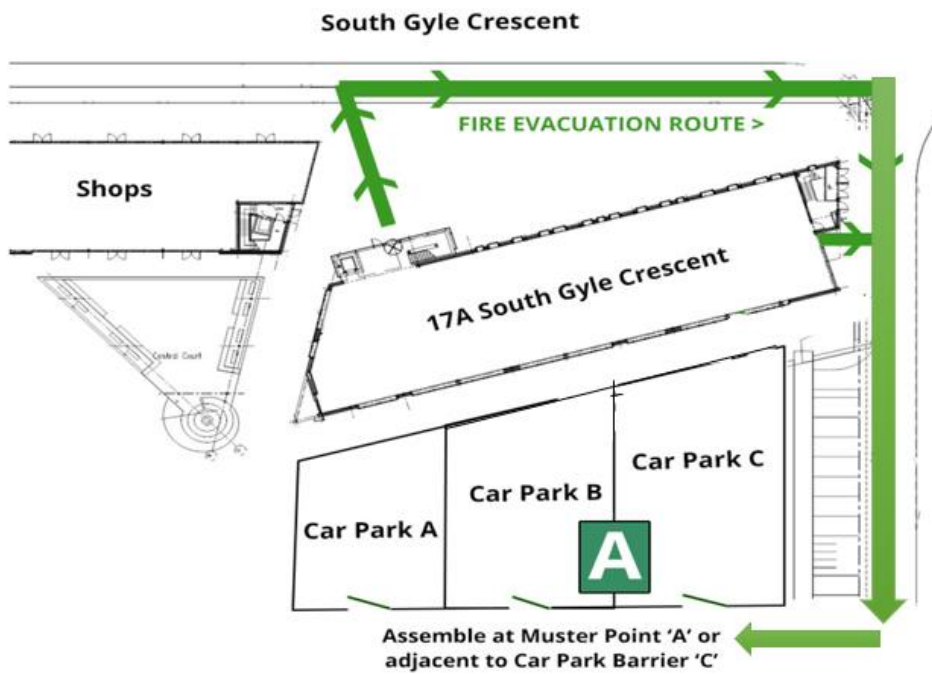 South Gyle Crescent
FIRE EVACUATION ROUTE >
Shops
17A South Gyle Crescent
Central Court
Car Park A
Car Park B
Car Park C
A
Assemble at Muster Point ‘A’ or
adjacent to Car Park Barrier ‘C’